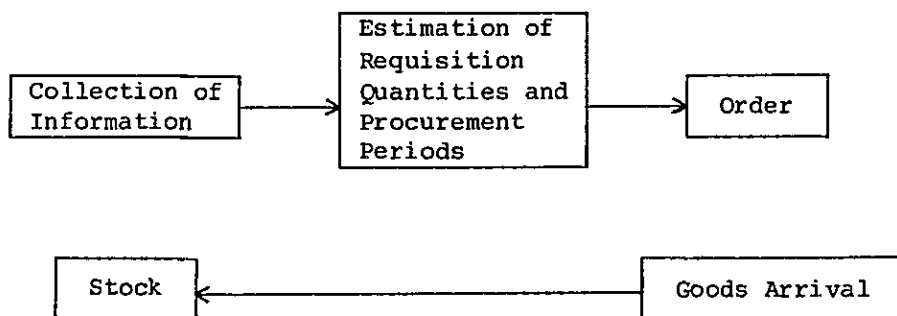 Collection of
Information
Estimation of
Requisition
Quantities and
Procurement
Periods
Order
Stock
Goods Arrival